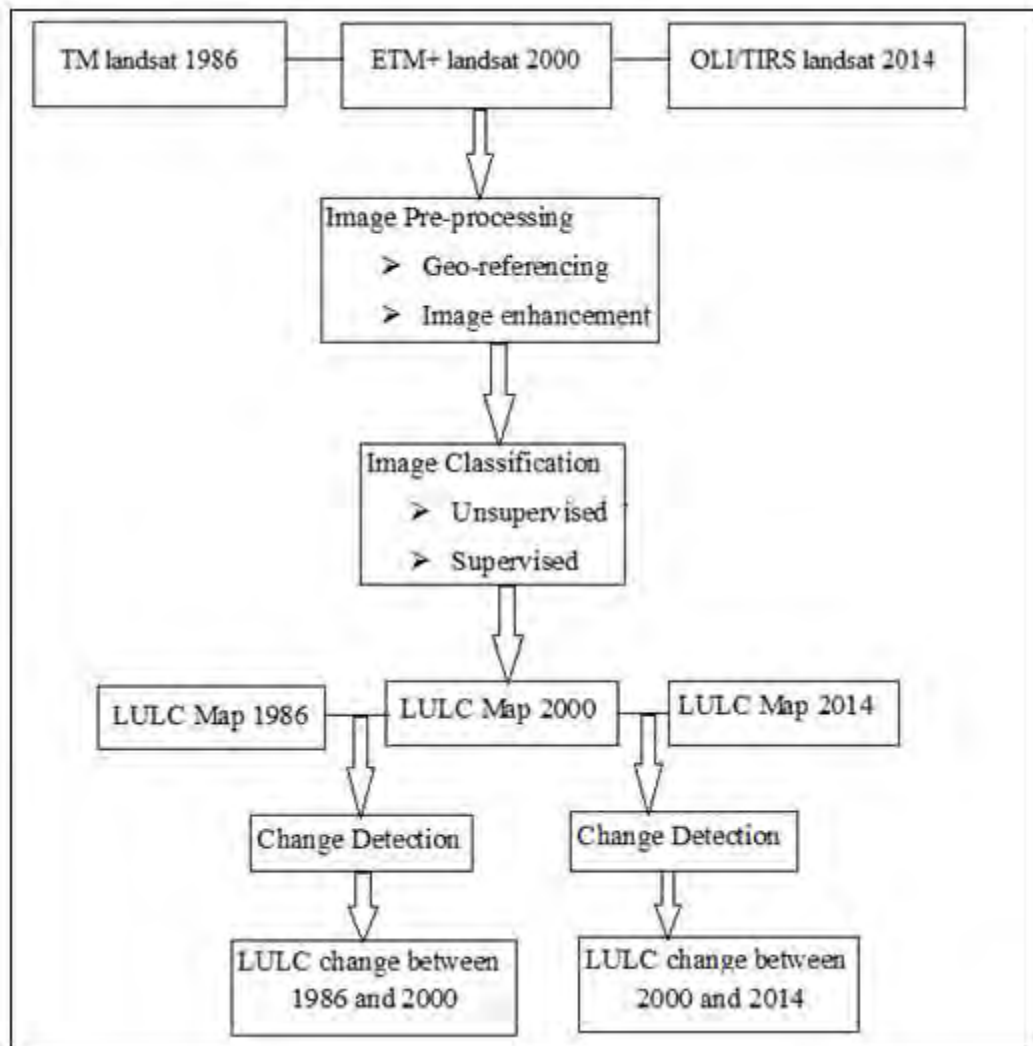 TM landsat 1986
ETM+ landsat 2000
OLI/TIRS landsat 2014
Image Pre-processing
➢ Geo-referencing
➢ Image enhancement
Image Classification
➢ Unsupervised
➢ Supervised
LULC Map 1986
LULC Map 2000
LULC Map 2014
Change Detection
Change Detection
LULC change between
1986 and 2000
LULC change between
2000 and 2014